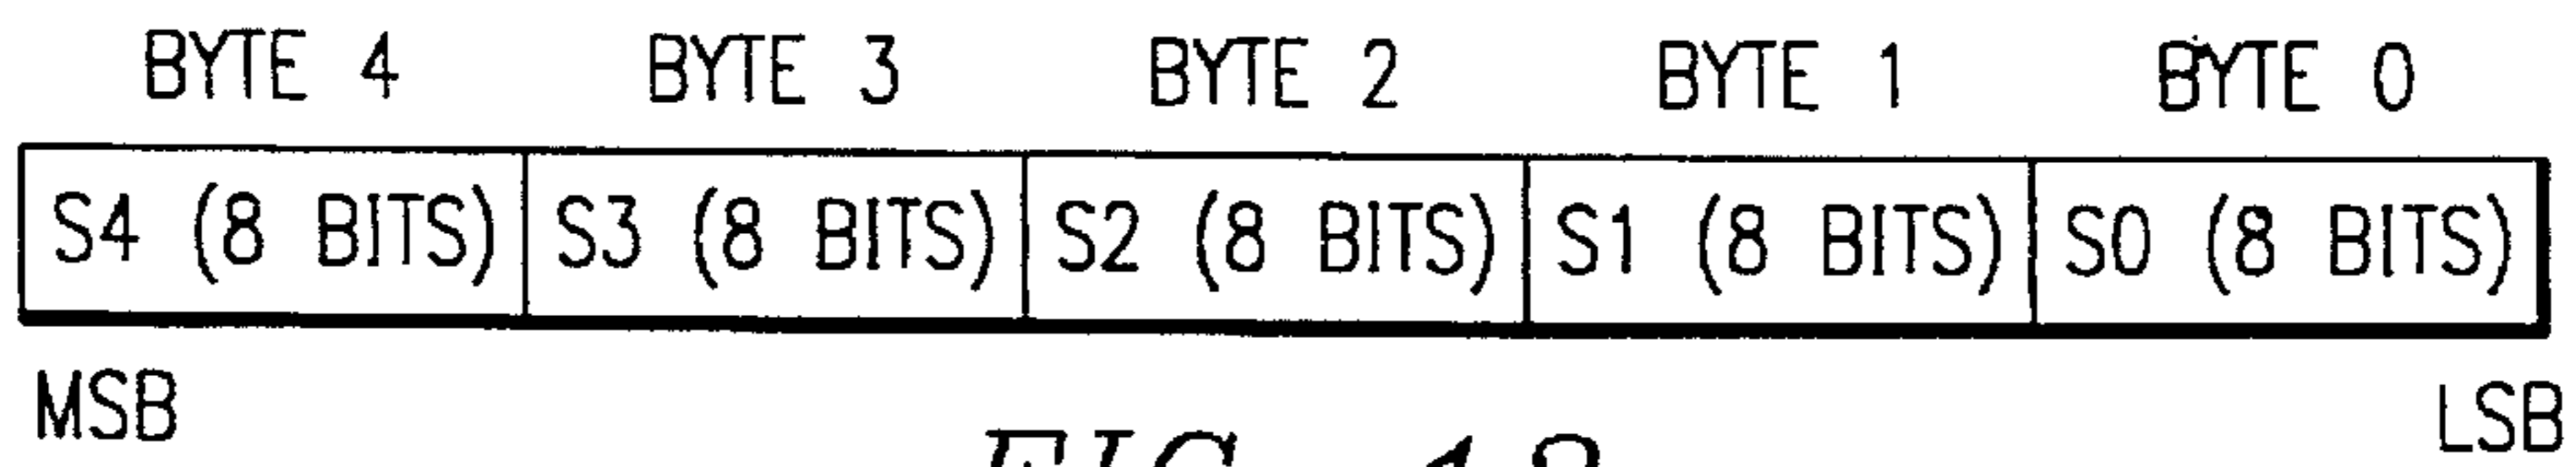 BYTE 4 BYTE 3 BYTE 2 BYTE 1 BYTE 0
S4 (8 BITS) S3 (8 BITS) S2 (8 BITS) S1 (8 BITS) S0 (8 BITS)
MSB LSB